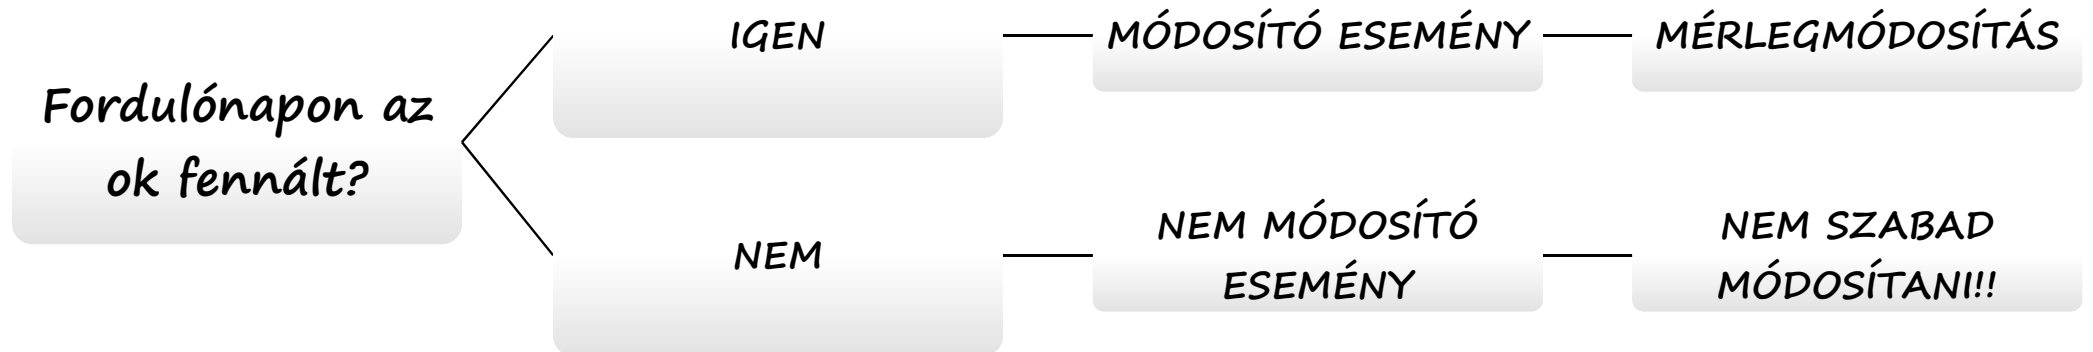 Fordulónapon az
ok fennált?
IGEN
MÓDOSÍTÓ ESEMÉNY
MÉRLEGMÓDOSÍTÁS
NEM
NEM MÓDOSÍTÓ
ESEMÉNY
NEM SZABAD
MÓDOSÍTANI!!